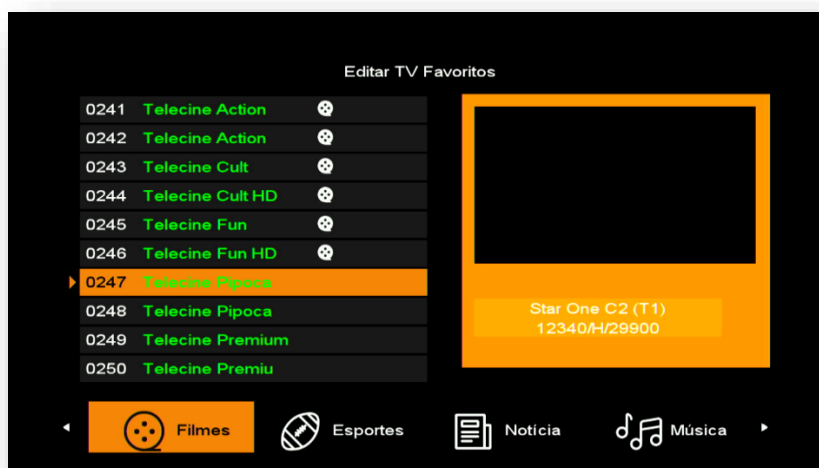 Editar TV Favoritos
0241 Telecine Action
0242 Telecine Action
0243 Telecine Cult
0244 Telecine Cult HD
0245 Telecine Fun
0246 Telecine Fun HD
0247 Telecine Pipoca
0248 Telecine Pipoca
0249 Telecine Premium
0250 Telecine Premiu
Star One C2 (T1)
12340/H/29900
Filmes Esportes Notícia Música